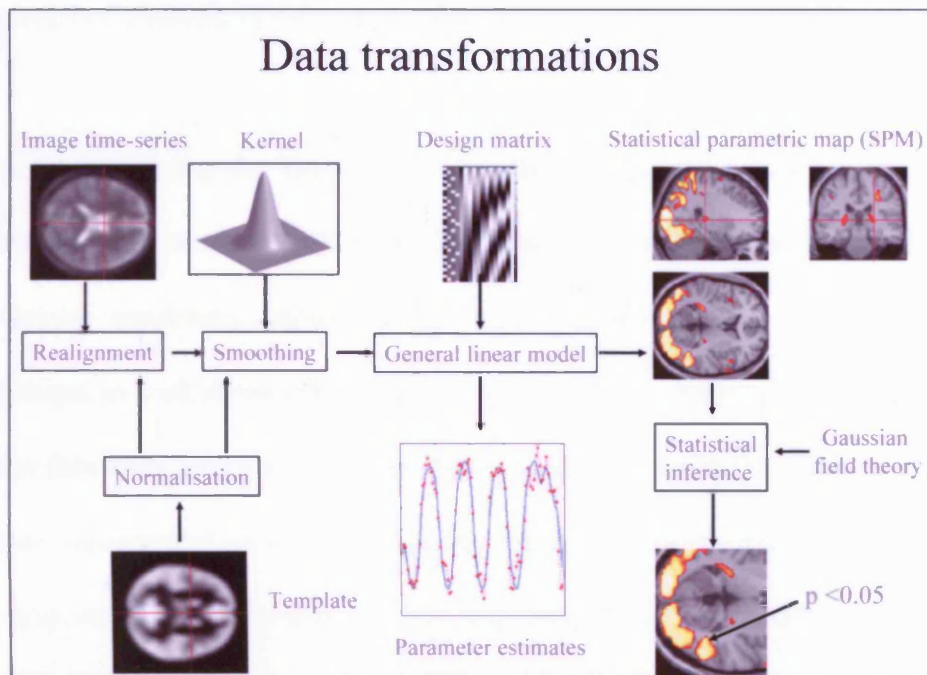 Data transformations
Image time-series
Kernel
Design matrix
Statistical parametric map (SPM)
Realignment
Smoothing
General linear model
Normalisation
Statistical
inference
Gaussian
field theory
Template
Parameter estimates
p <0.05